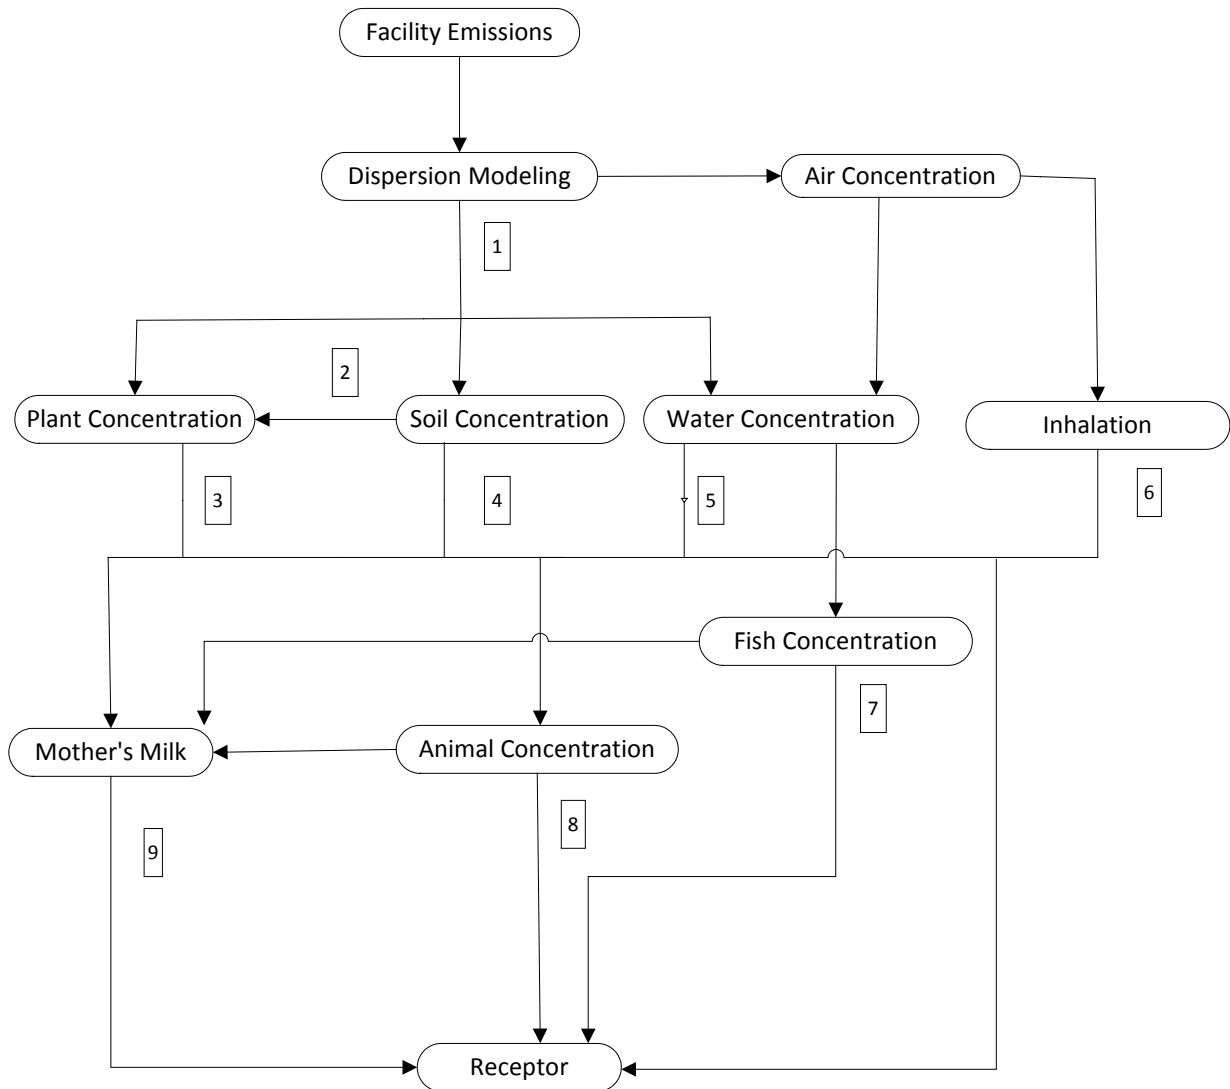 Facility Emissions
Dispersion Modeling
Air Concentration
1
2
Plant Concentration
Soil Concentration
Water Concentration
Inhalation
3
4
5
6
Fish Concentration
7
Mother's Milk
Animal Concentration
8
9
Receptor